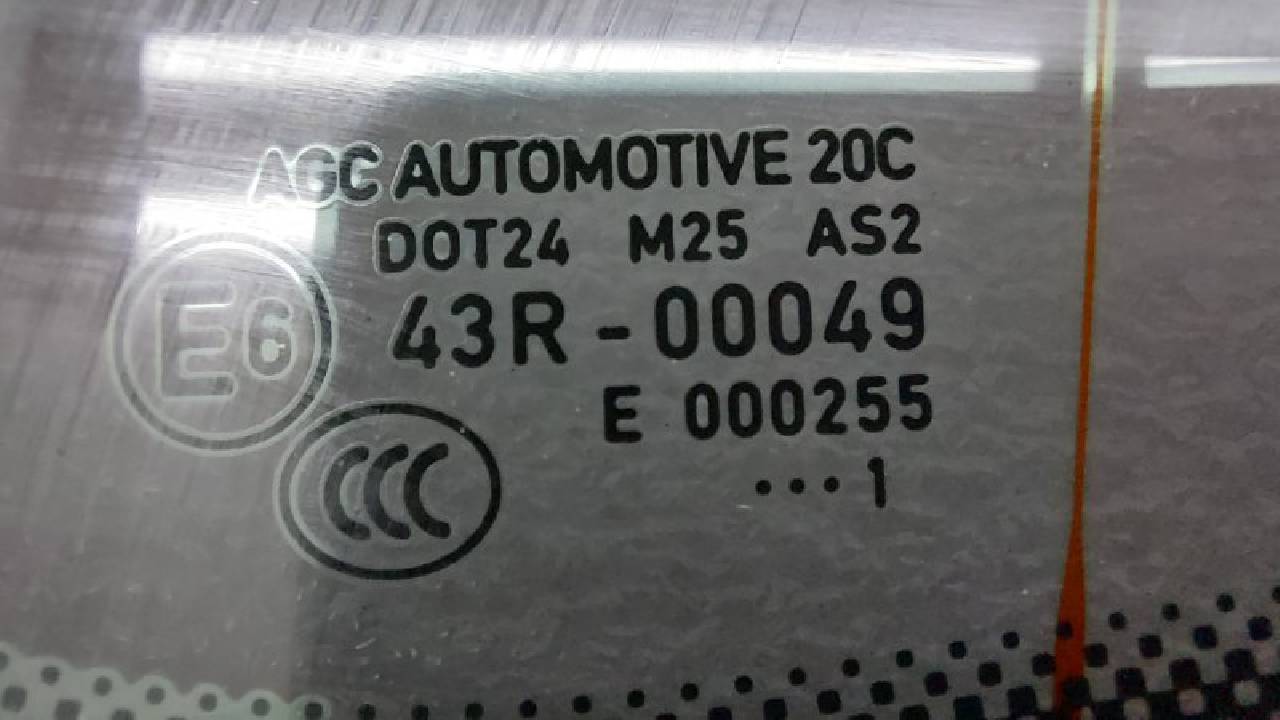 AGC AUTOMOTIVE 20C
DOT24 M25 AS2
E6
43R-00049
E 000255
CCC
...1